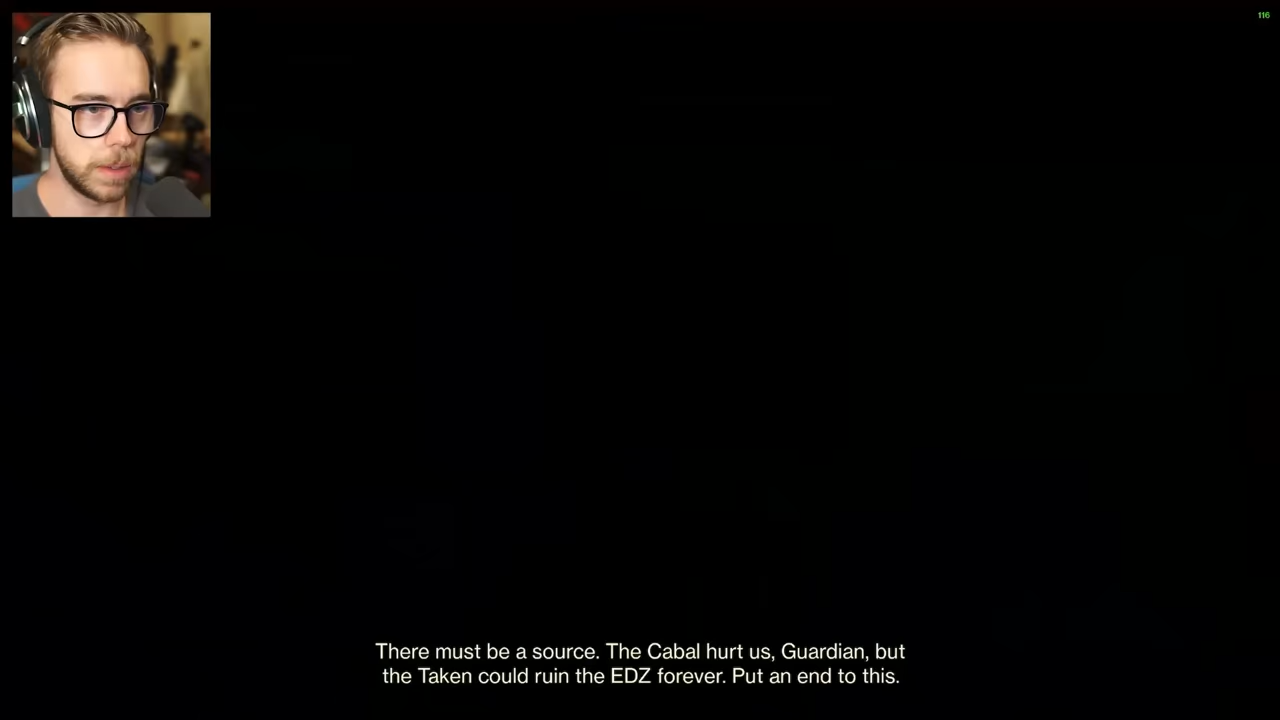 116
There must be a source. The Cabal hurt us, Guardian, but
the Taken could ruin the EDZ forever. Put an end to this.